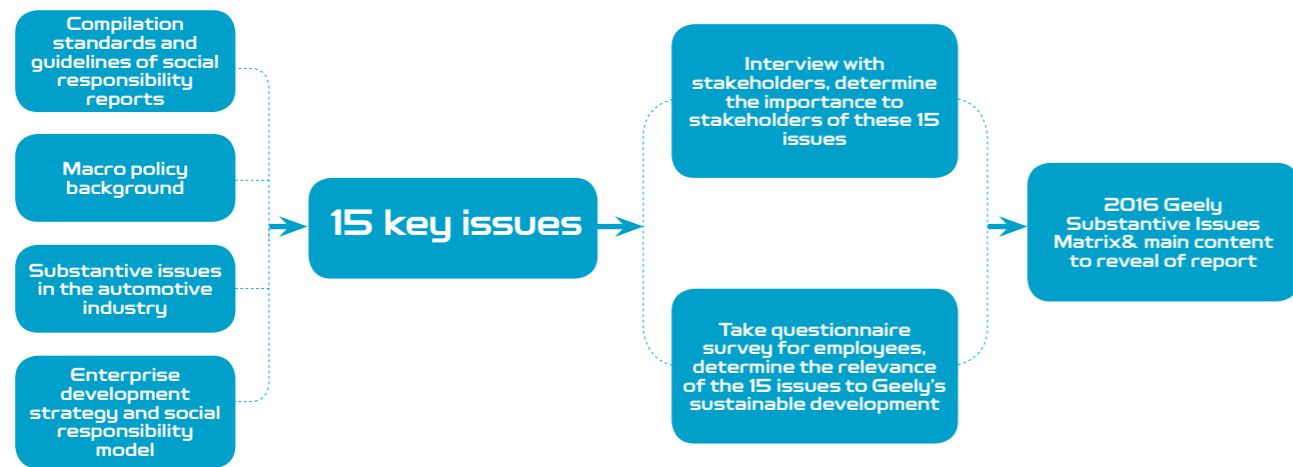 Compilation
standards and
guidelines of social
responsibility
reports
Macro policy
background
Substantive issues
in the automotive
industry
Enterprise
development
strategy and social
responsibility
model
15 key issues
Interview with
stakeholders, determine
the importance to
stakeholders of these 15
issues
Take questionnaire
survey for employees,
determine the relevance
of the 15 issues to Geely's
sustainable development
2016 Geely
Substantive Issues
Matrix& main content
to reveal of report